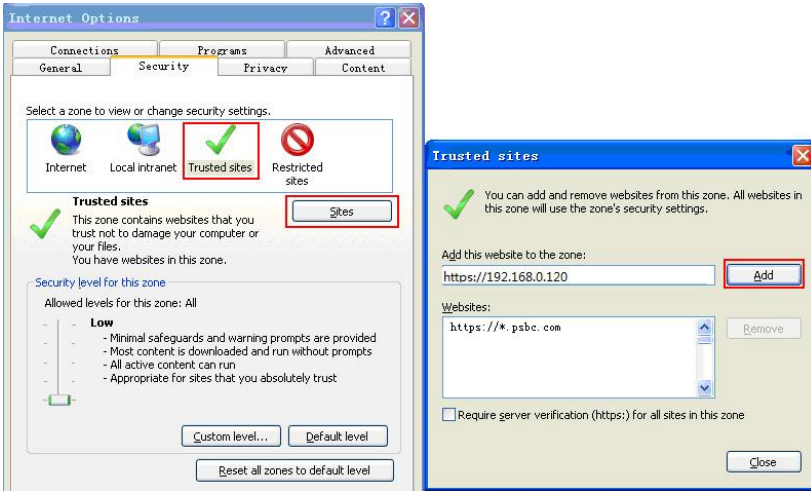 Internet Options
Connections Programs Advanced
General Security Privacy Content
Select a zone to view or change security settings.
Internet Local intranet Trusted sites Restricted
sites
Trusted sites
This zone contains websites that you
trust not to damage your computer or
your files.
You have websites in this zone.
Sites
Security level for this zone
Allowed levels for this zone: All
Low
- Minimal safeguards and warning prompts are provided
- Most content is downloaded and run without prompts
- All active content can run
- Appropriate for sites that you absolutely trust
Custom level... Default level
Reset all zones to default level
Trusted sites
You can add and remove websites from this zone. All websites in
this zone will use the zone's security settings.
Add this website to the zone:
https://192.168.0.120 Add
Websites:
https://*.psbc.com Remove
Require server verification (https:) for all sites in this zone
Close